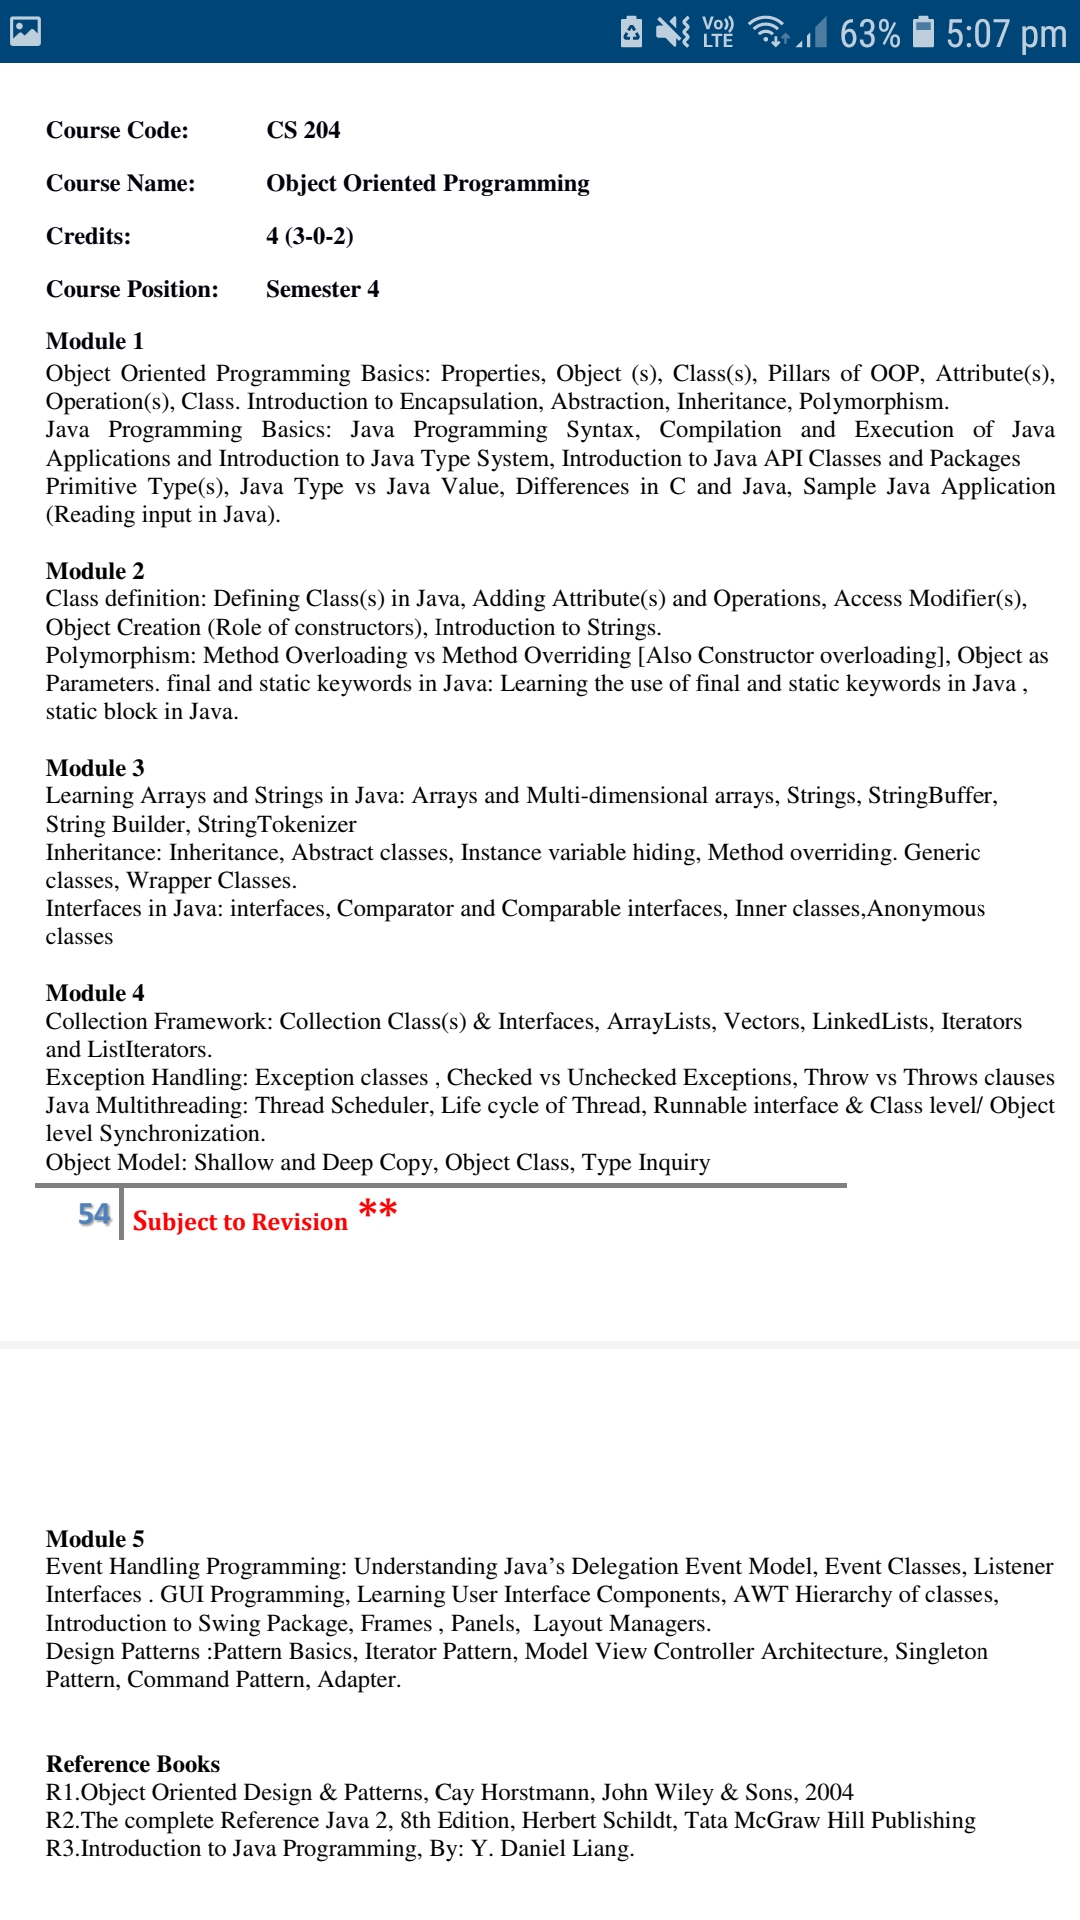 Vo)) LTE 63% 5:07 pm
Course Code: CS 204
Course Name: Object Oriented Programming
Credits: 4 (3-0-2)
Course Position: Semester 4
Module 1
Object Oriented Programming Basics: Properties, Object (s), Class(s), Pillars of OOP, Attribute(s),
Operation(s), Class. Introduction to Encapsulation, Abstraction, Inheritance, Polymorphism.
Java Programming Basics: Java Programming Syntax, Compilation and Execution of Java
Applications and Introduction to Java Type System, Introduction to Java API Classes and Packages
Primitive Type(s), Java Type vs Java Value, Differences in C and Java, Sample Java Application
(Reading input in Java).
Module 2
Class definition: Defining Class(s) in Java, Adding Attribute(s) and Operations, Access Modifier(s),
Object Creation (Role of constructors), Introduction to Strings.
Polymorphism: Method Overloading vs Method Overriding [Also Constructor overloading], Object as
Parameters. final and static keywords in Java: Learning the use of final and static keywords in Java ,
static block in Java.
Module 3
Learning Arrays and Strings in Java: Arrays and Multi-dimensional arrays, Strings, StringBuffer,
String Builder, StringTokenizer
Inheritance: Inheritance, Abstract classes, Instance variable hiding, Method overriding. Generic
classes, Wrapper Classes.
Interfaces in Java: interfaces, Comparator and Comparable interfaces, Inner classes,Anonymous
classes
Module 4
Collection Framework: Collection Class(s) & Interfaces, ArrayLists, Vectors, LinkedLists, Iterators
and ListIterators.
Exception Handling: Exception classes , Checked vs Unchecked Exceptions, Throw vs Throws clauses
Java Multithreading: Thread Scheduler, Life cycle of Thread, Runnable interface & Class level/ Object
level Synchronization.
Object Model: Shallow and Deep Copy, Object Class, Type Inquiry
54 Subject to Revision **
Module 5
Event Handling Programming: Understanding Java’s Delegation Event Model, Event Classes, Listener
Interfaces . GUI Programming, Learning User Interface Components, AWT Hierarchy of classes,
Introduction to Swing Package, Frames , Panels, Layout Managers.
Design Patterns :Pattern Basics, Iterator Pattern, Model View Controller Architecture, Singleton
Pattern, Command Pattern, Adapter.
Reference Books
R1.Object Oriented Design & Patterns, Cay Horstmann, John Wiley & Sons, 2004
R2.The complete Reference Java 2, 8th Edition, Herbert Schildt, Tata McGraw Hill Publishing
R3.Introduction to Java Programming, By: Y. Daniel Liang.